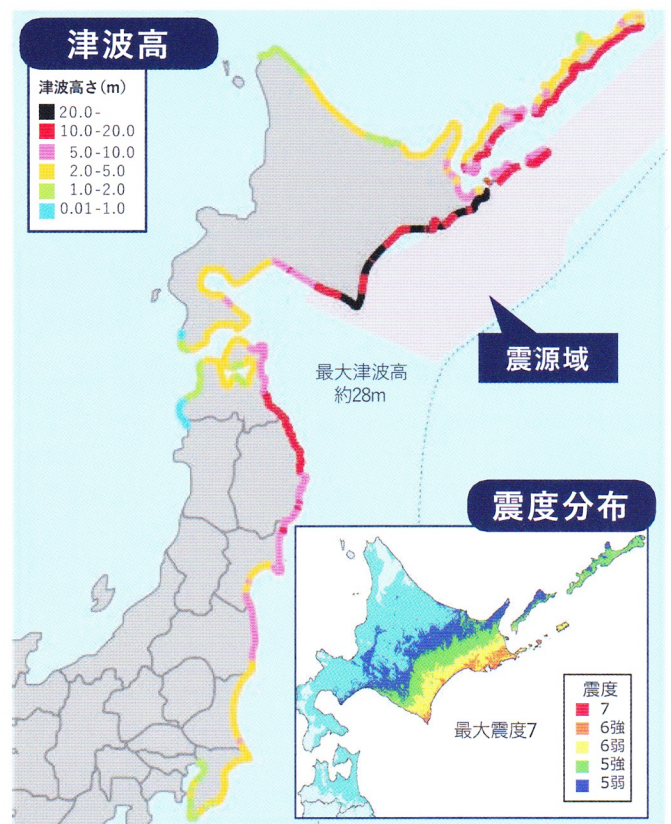 津波高
津波高さ(m)
20.0-
10.0-20.0
5.0-10.0
2.0-5.0
1.0-2.0
0.01-1.0
震源域
最大津波高
約28m
震度分布
最大震度7
震度
7
6強
6弱
5強
5弱